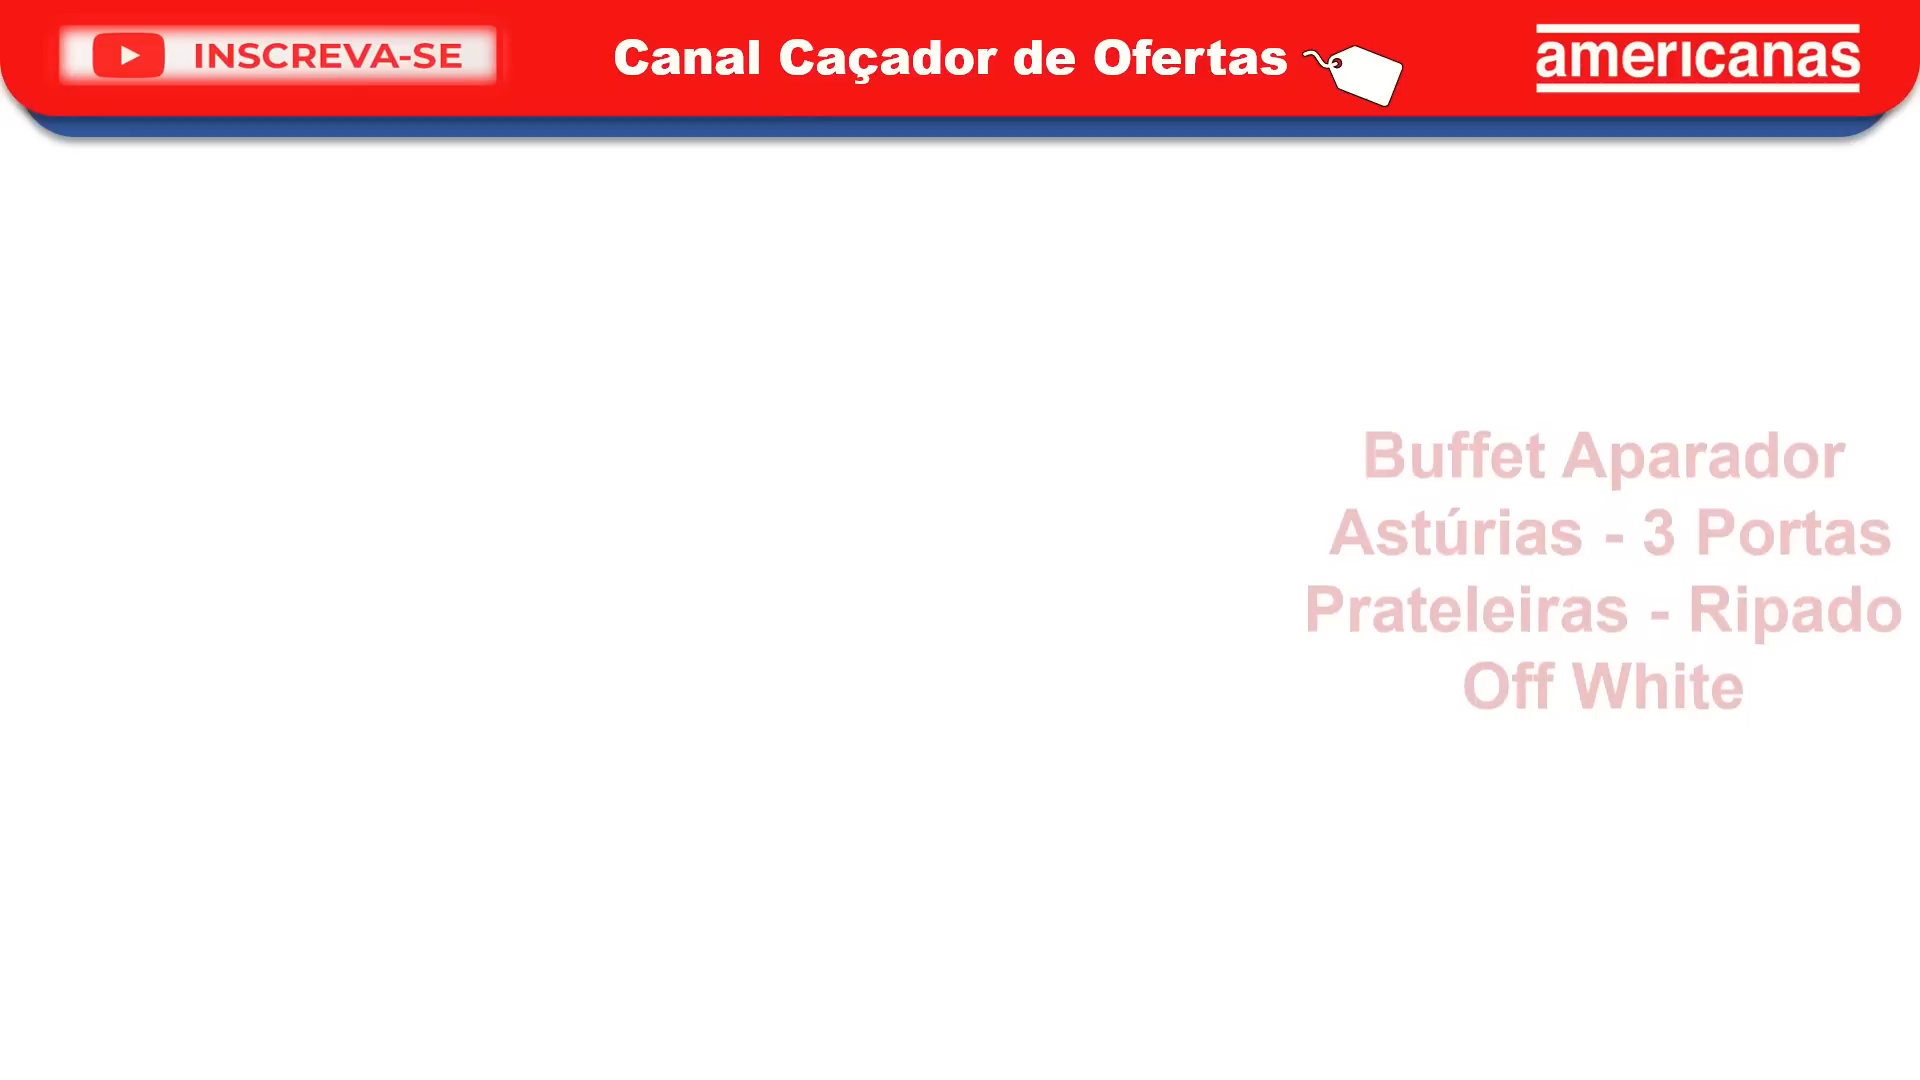 INSCREVA-SE
Canal Caçador de Ofertas
americanas
Buffet Aparador
Astúrias - 3 Portas
Prateleiras - Ripado
Off White